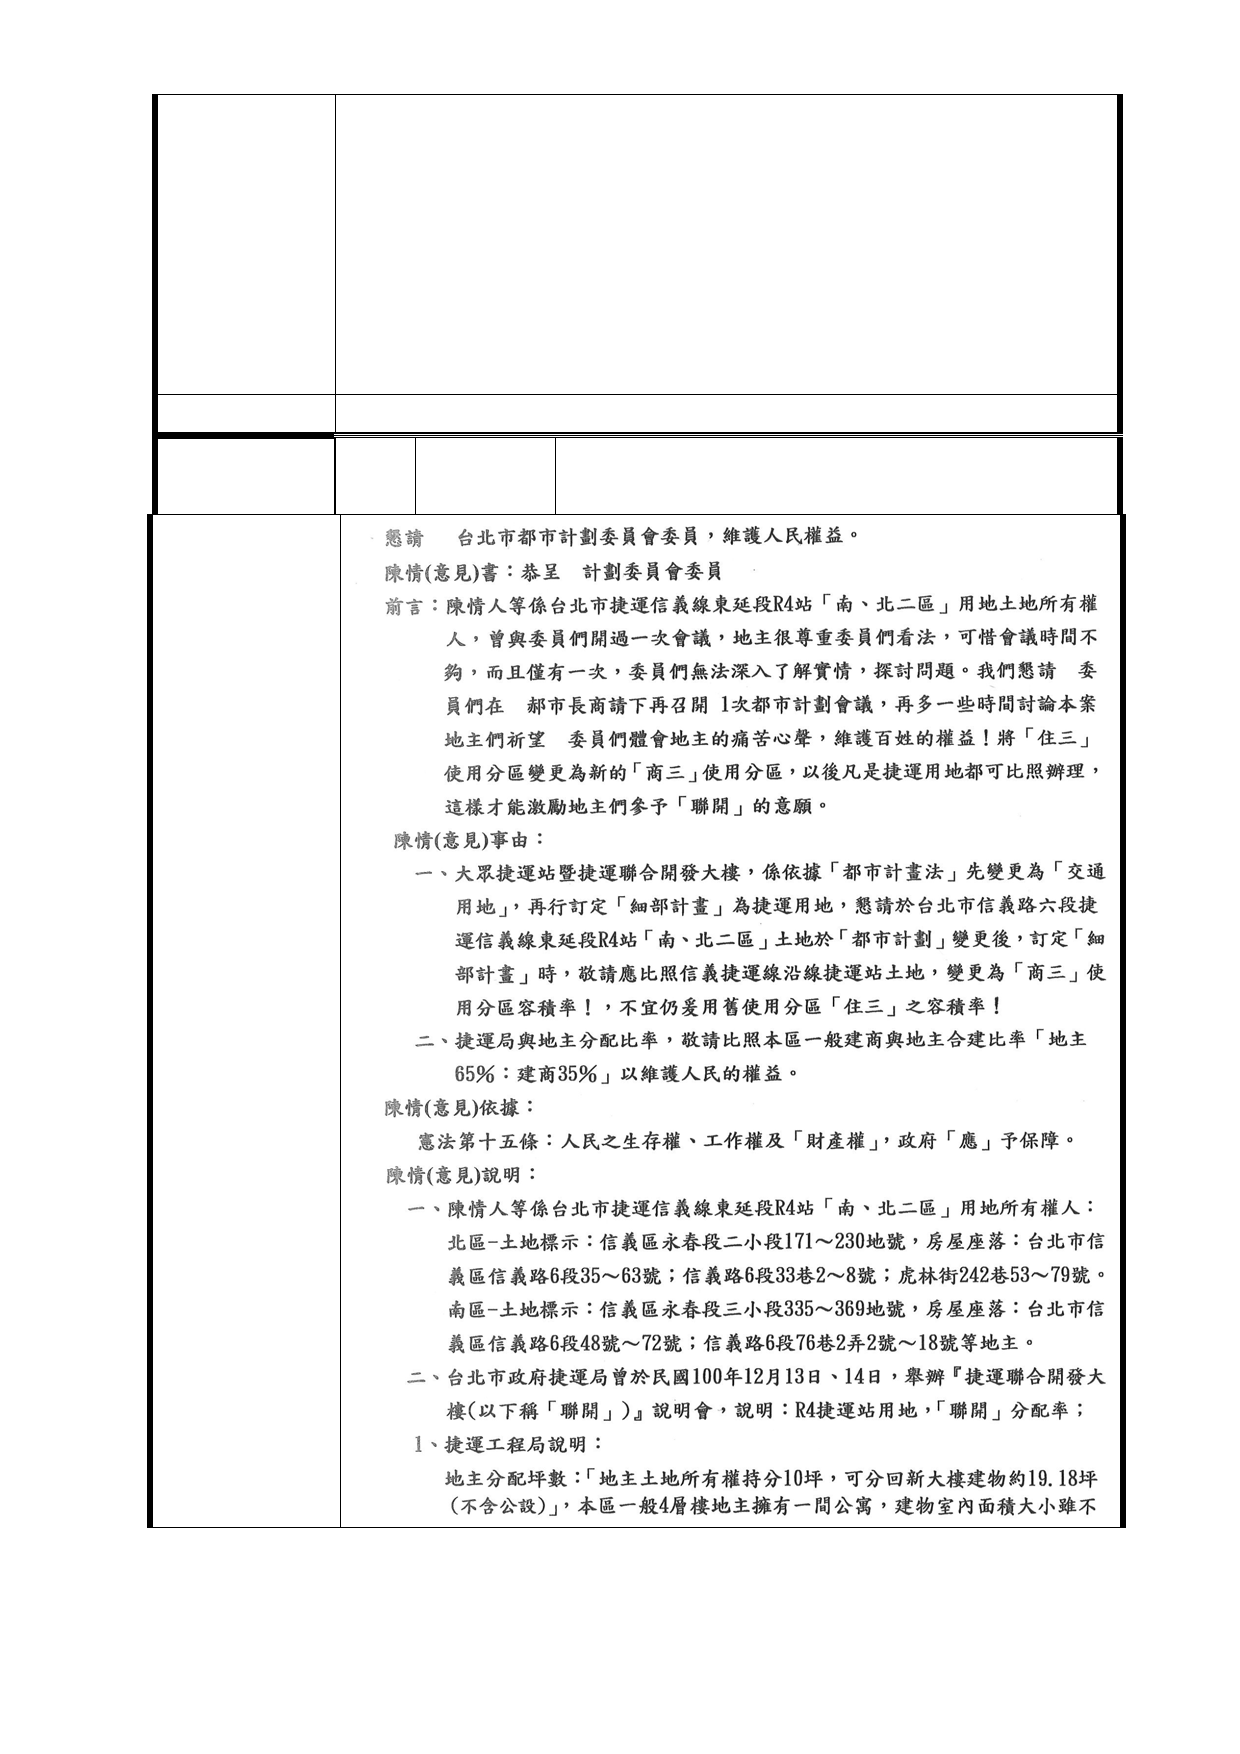 懇請　台北市都市計劃委員會委員，維護人民權益。
陳情(意見)書：恭呈　計劃委員會委員
前言：陳情人等係台北市捷運信義線東延段R4站「南、北二區」用地土地所有權
人，曾與委員們開過一次會議，地主很尊重委員們看法，可惜會議時間不
夠，而且僅有一次，委員們無法深入了解實情，探討問題。我們懇請　委
員們在　郝市長商請下再召開 1次都市計劃會議，再多一些時間討論本案
地主們祈望　委員們體會地主的痛苦心聲，維護百姓的權益！將「住三」
使用分區變更為新的「商三」使用分區，以後凡是捷運用地都可比照辦理，
這樣才能激勵地主們參予「聯開」的意願。
陳情(意見)事由：
一、大眾捷運站暨捷運聯合開發大樓，係依據「都市計畫法」先變更為「交通
用地」，再行訂定「細部計畫」為捷運用地，懇請於台北市信義路六段捷
運信義線東延段R4站「南、北二區」土地於「都市計劃」變更後，訂定「細
部計畫」時，敬請應比照信義捷運線沿線捷運站土地，變更為「商三」使
用分區容積率！，不宜仍爰用舊使用分區「住三」之容積率！
二、捷運局與地主分配比率，敬請比照本區一般建商與地主合建比率「地主
65%：建商35%」以維護人民的權益。
陳情(意見)依據：
憲法第十五條：人民之生存權、工作權及「財產權」，政府「應」予保障。
陳情(意見)說明：
一、陳情人等係台北市捷運信義線東延段R4站「南、北二區」用地所有權人：
北區-土地標示：信義區永春段二小段171～230地號，房屋座落：台北市信
義區信義路6段35～63號；信義路6段33巷2～8號；虎林街242巷53～79號。
南區-土地標示：信義區永春段三小段335～369地號，房屋座落：台北市信
義區信義路6段48號～72號；信義路6段76巷2弄2號～18號等地主。
二、台北市政府捷運局曾於民國100年12月13日、14日，舉辦『捷運聯合開發大
樓(以下稱「聯開」)』說明會，說明：R4捷運站用地，「聯開」分配率；
1、捷運工程局說明：
地主分配坪數：「地主土地所有權持分10坪，可分回新大樓建物約19.18坪
(不含公設)」，本區一般4層樓地主擁有一間公寓，建物室內面積大小雖不